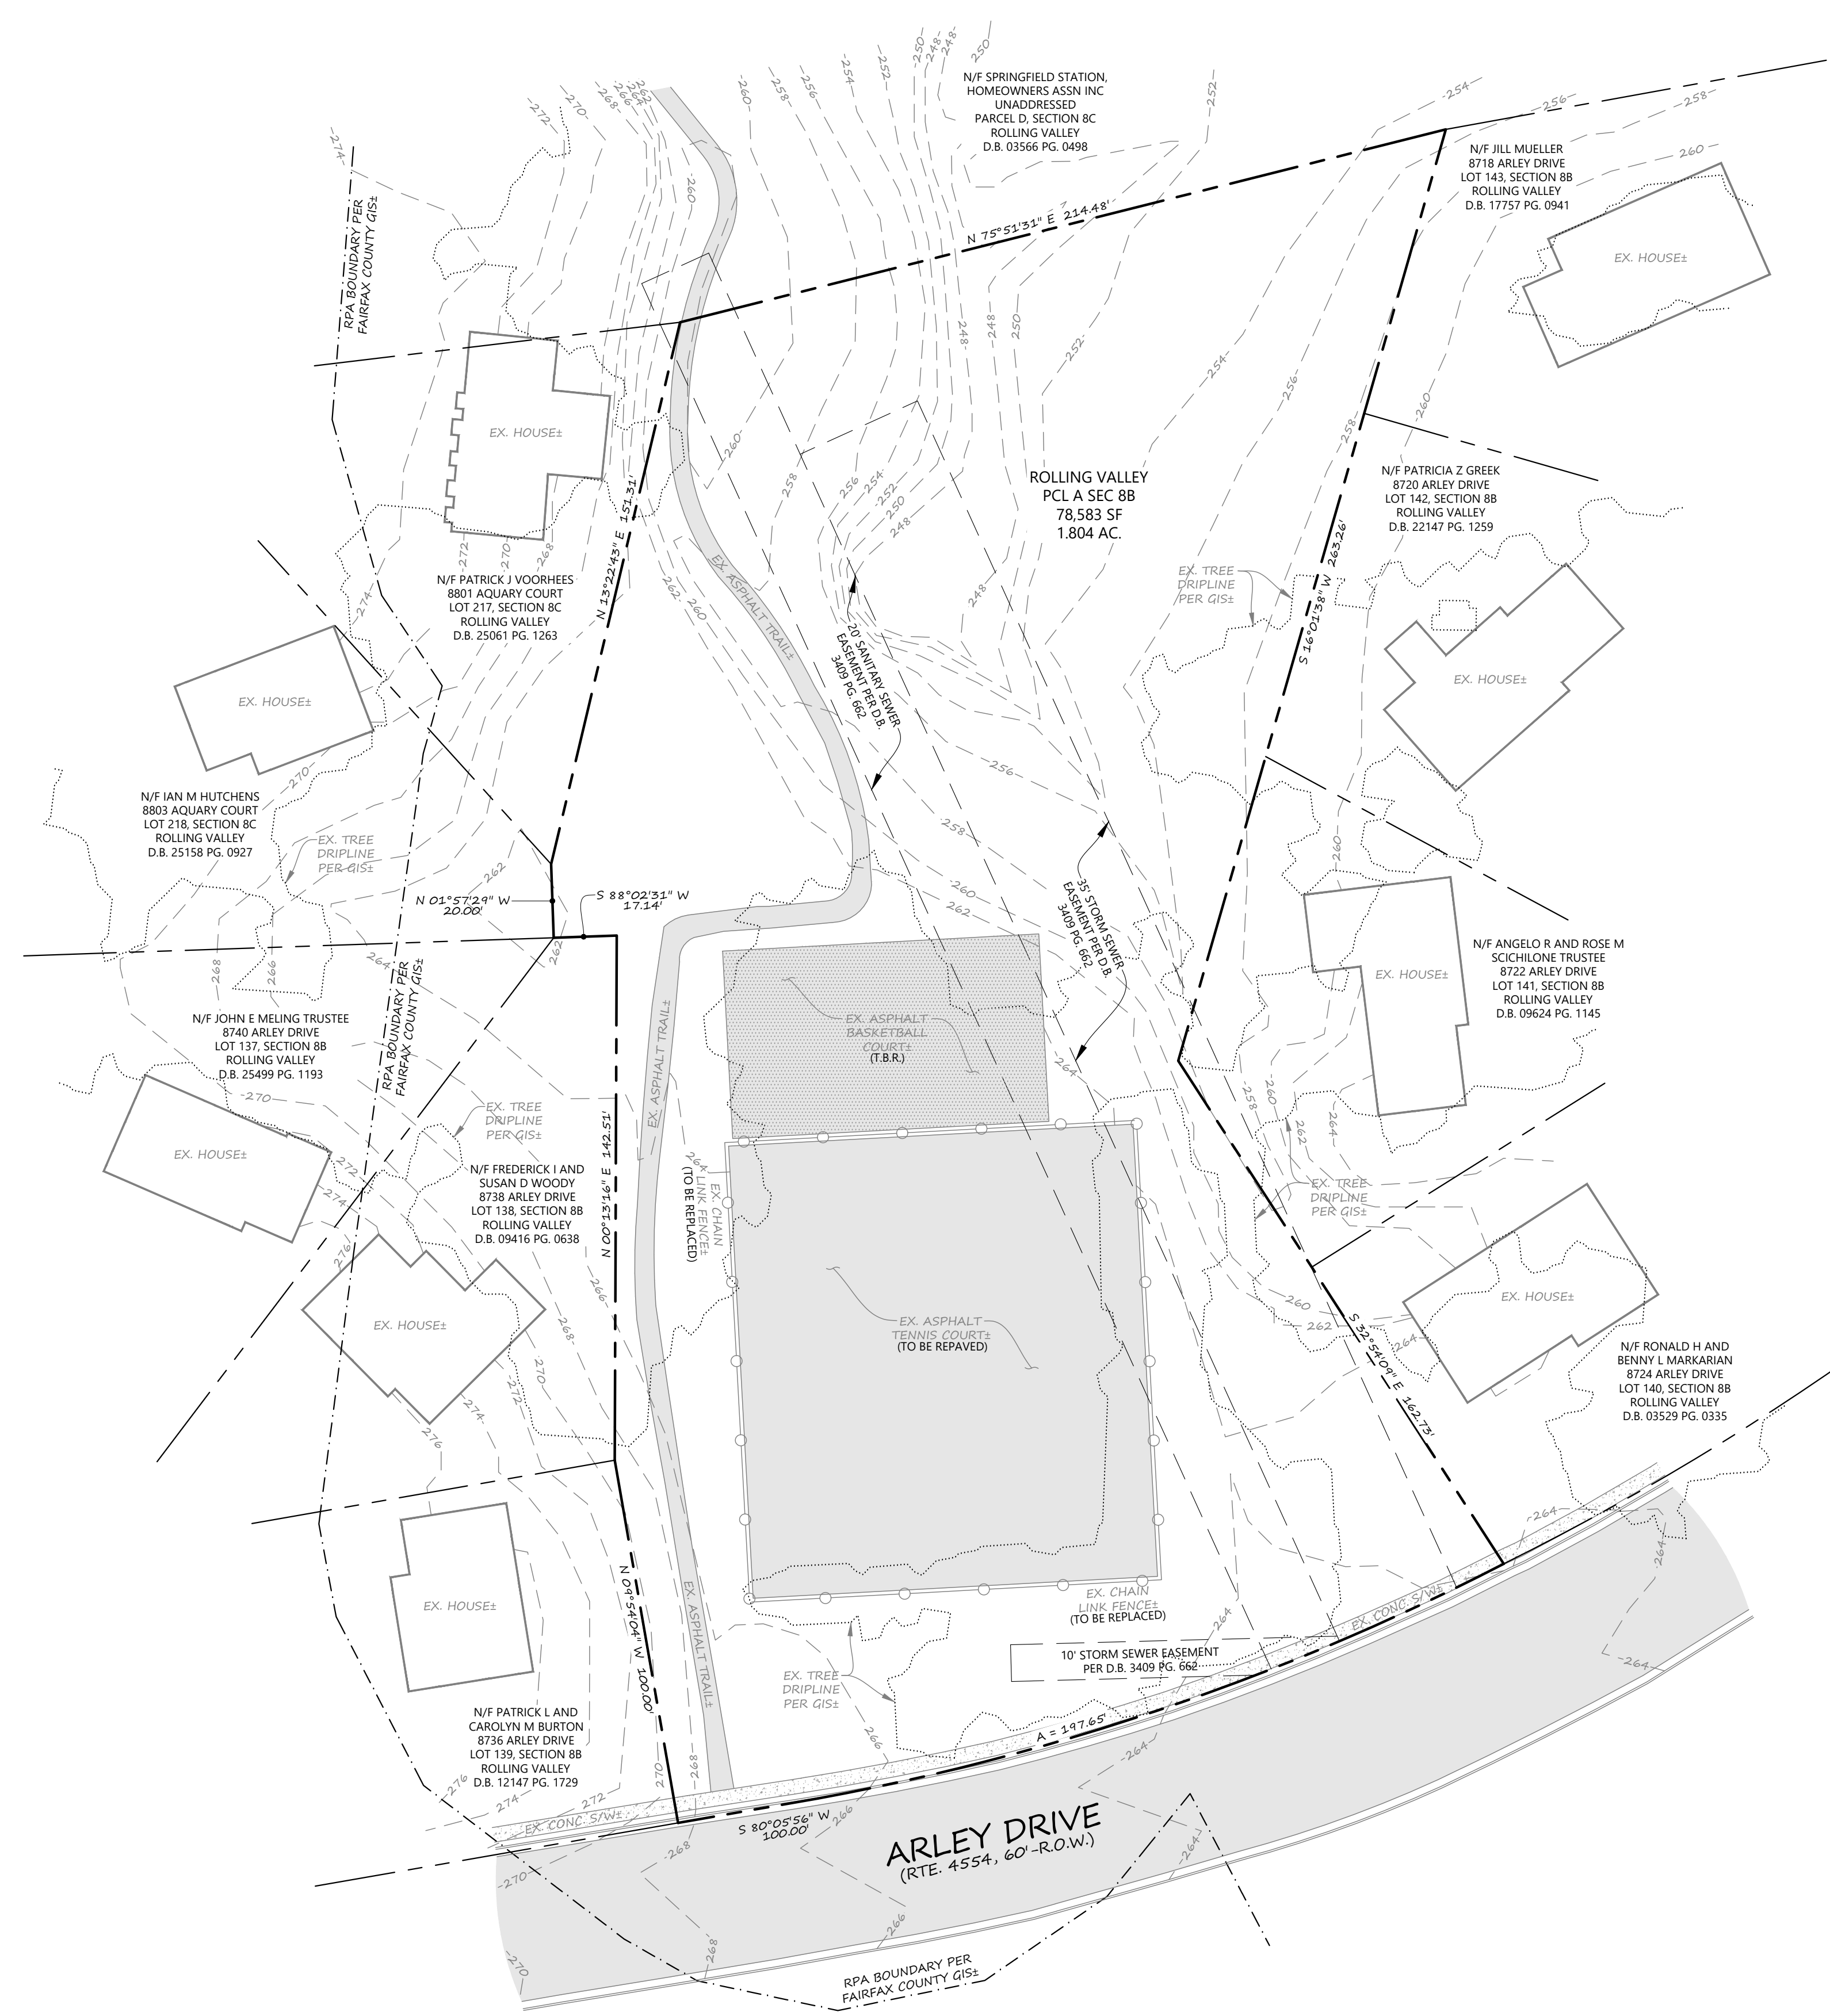 N/F SPRINGFIELD STATION,
HOMEOWNERS ASSN INC
UNADDRESSED
PARCEL D, SECTION 8C
ROLLING VALLEY
D.B. 03566 PG. 0498
N/F JILL MUELLER
8718 ARLEY DRIVE
LOT 143, SECTION 8B
ROLLING VALLEY
D.B. 17757 PG. 0941
EX. HOUSE±
RPA BOUNDARY PER
FAIRFAX COUNTY GIS±
N 75°51'31" E 214.48'
EX. HOUSE±
N 13°22'43" E 151.31'
ROLLING VALLEY
PCL A SEC 8B
78,583 SF
1.804 AC.
N/F PATRICIA Z GREEK
8720 ARLEY DRIVE
LOT 142, SECTION 8B
ROLLING VALLEY
D.B. 22147 PG. 1259
S 16°01'38" W 263.26'
EX. TREE
DRIPLINE
PER GIS±
EX. HOUSE±
N/F PATRICK J VOORHEES
8801 AQUARY COURT
LOT 217, SECTION 8C
ROLLING VALLEY
D.B. 25061 PG. 1263
EX. ASPHALT TRAIL±
20' SANITARY SEWER
EASEMENT PER D.B.
3409 PG. 662
EX. HOUSE±
N/F IAN M HUTCHENS
8803 AQUARY COURT
LOT 218, SECTION 8C
ROLLING VALLEY
D.B. 25158 PG. 0927
EX. TREE
DRIPLINE
PER GIS±
N 01°57'29" W
20.00'
S 88°02'31" W
17.14'
35' STORM SEWER
EASEMENT PER D.B.
3409 PG. 662
N/F ANGELO R AND ROSE M
SCICHILONE TRUSTEE
8722 ARLEY DRIVE
LOT 141, SECTION 8B
ROLLING VALLEY
D.B. 09624 PG. 1145
EX. HOUSE±
N/F JOHN E MELING TRUSTEE
8740 ARLEY DRIVE
LOT 137, SECTION 8B
ROLLING VALLEY
D.B. 25499 PG. 1193
RPA BOUNDARY PER
FAIRFAX COUNTY GIS±
EX. ASPHALT
BASKETBALL
COURT±
(T.B.R.)
EX. ASPHALT TRAIL±
EX. TREE
DRIPLINE
PER GIS±
EX. HOUSE±
N/F FREDERICK I AND
SUSAN D WOODY
8738 ARLEY DRIVE
LOT 138, SECTION 8B
ROLLING VALLEY
D.B. 09416 PG. 0638
N 00°13'16" E 142.51'
EX. CHAIN
LINK FENCE±
(TO BE REPLACED)
EX. TREE
DRIPLINE
PER GIS±
EX. HOUSE±
EX. HOUSE±
EX. ASPHALT
TENNIS COURT±
(TO BE REPAVED)
S 32°54'09" E 162.73'
N/F RONALD H AND
BENNY L MARKARIAN
8724 ARLEY DRIVE
LOT 140, SECTION 8B
ROLLING VALLEY
D.B. 03529 PG. 0335
EX. HOUSE±
N 09°54'04" W 100.00'
EX. ASPHALT TRAIL±
EX. CHAIN
LINK FENCE±
(TO BE REPLACED)
EX. CONC. S/W±
10' STORM SEWER EASEMENT
PER D.B. 3409 PG. 662
EX. TREE
DRIPLINE
PER GIS±
N/F PATRICK L AND
CAROLYN M BURTON
8736 ARLEY DRIVE
LOT 139, SECTION 8B
ROLLING VALLEY
D.B. 12147 PG. 1729
A = 197.65'
EX. CONC. S/W±
S 80°05'56" W
100.00'
ARLEY DRIVE
(RTE. 4554, 60'-R.O.W.)
RPA BOUNDARY PER
FAIRFAX COUNTY GIS±